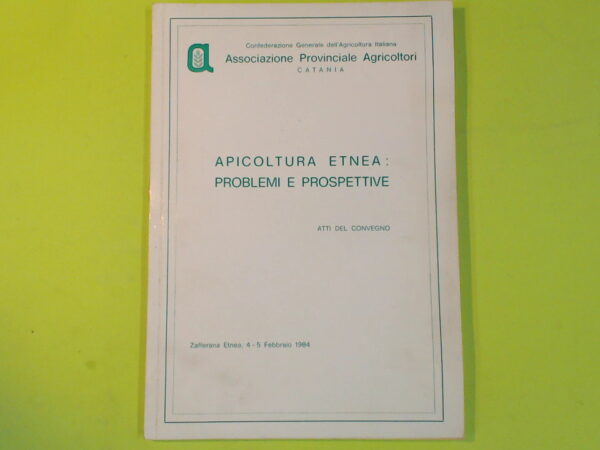 a
Confederazione Generale dell'Agricoltura Italiana
Associazione Provinciale Agricoltori
CATANIA
APICOLTURA ETNEA:
PROBLEMI E PROSPETTIVE
ATTI DEL CONVEGNO
Zafferana Etnea, 4-5 Febbraio 1984